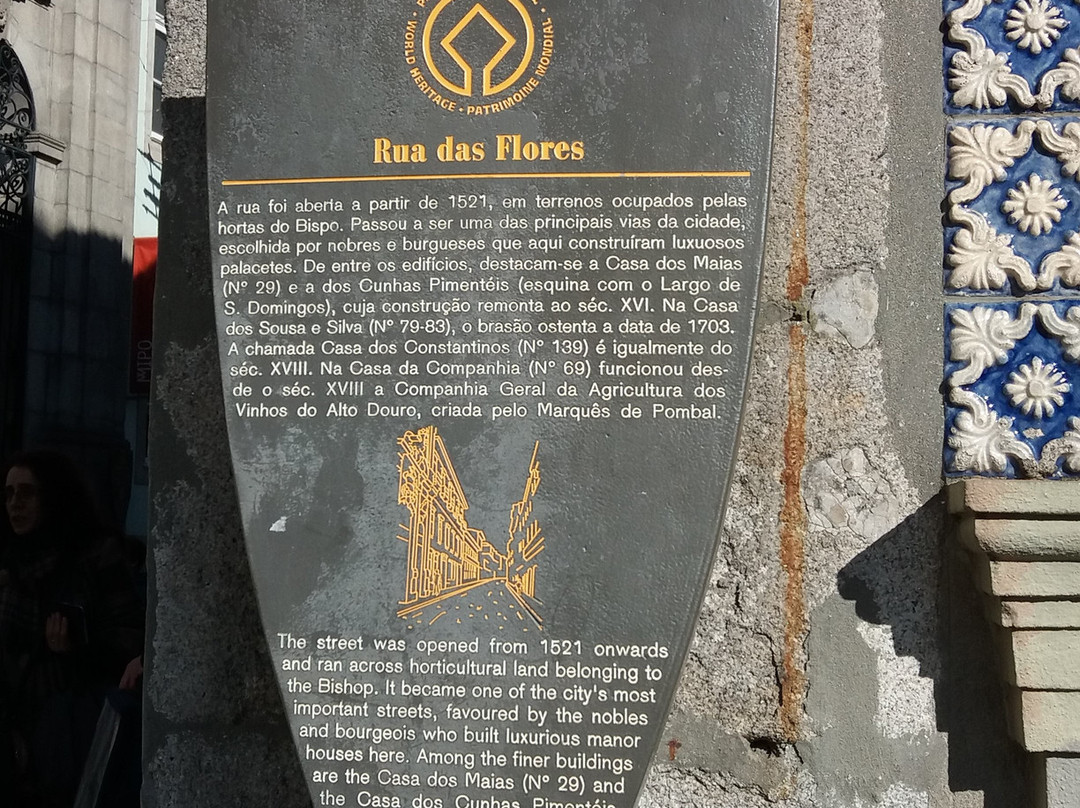 WORLD HERITAGE • PATRIMOINE MONDIAL
Rua das Flores
A rua foi aberta a partir de 1521, em terrenos ocupados pelas
hortas do Bispo. Passou a ser uma das principais vias da cidade,
escolhida por nobres e burgueses que aqui construíram luxuosos
palacetes. De entre os edifícios, destacam-se a Casa dos Maias
(Nº 29) e a dos Cunhas Pimentéis (esquina com o Largo de
S. Domingos), cuja construção remonta ao séc. XVI. Na Casa
dos Sousa e Silva (Nº 79-83), o brasão ostenta a data de 1703.
A chamada Casa dos Constantinos (Nº 139) é igualmente do
séc. XVIII. Na Casa da Companhia (Nº 69) funcionou des-
de o séc. XVIII a Companhia Geral da Agricultura dos
Vinhos do Alto Douro, criada pelo Marquês de Pombal.
The street was opened from 1521 onwards
and ran across horticultural land belonging to
the Bishop. It became one of the city's most
important streets, favoured by the nobles
and bourgeois who built luxurious manor
houses here. Among the finer buildings
are the Casa dos Maias (Nº 29) and
the Casa dos Cunhas Pimentéis